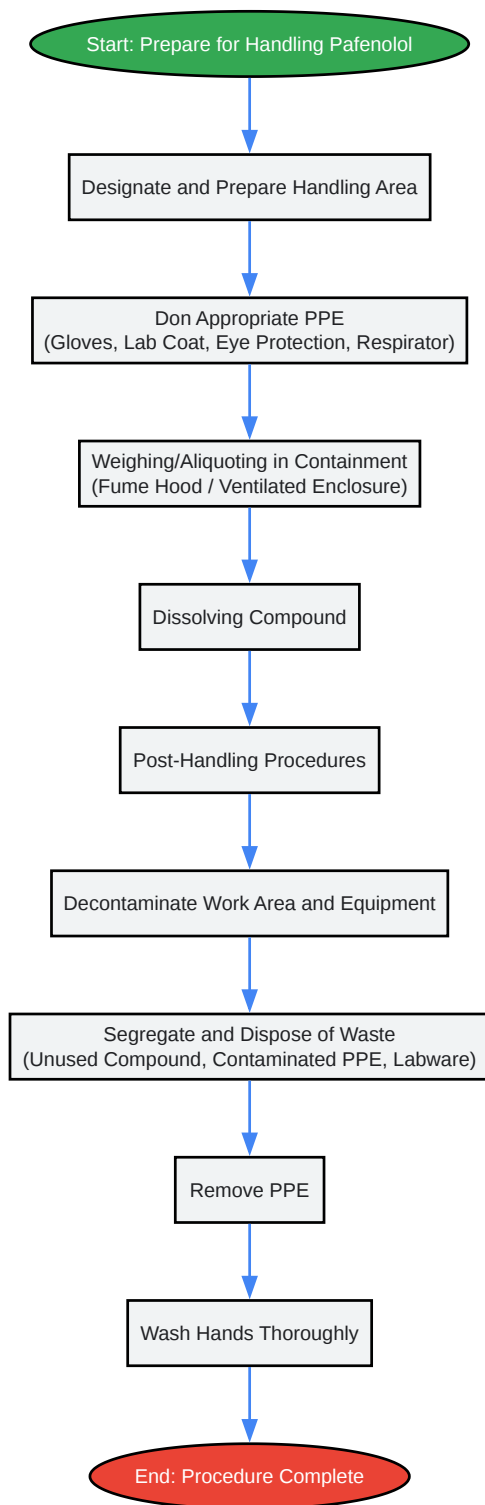 Start: Prepare for Handling Pafenolol
Designate and Prepare Handling Area
Don Appropriate PPE
(Gloves, Lab Coat, Eye Protection, Respirator)
Weighing/Aliquoting in Containment
(Fume Hood / Ventilated Enclosure)
Dissolving Compound
Post-Handling Procedures
Decontaminate Work Area and Equipment
Segregate and Dispose of Waste
(Unused Compound, Contaminated PPE, Labware)
Remove PPE
Wash Hands Thoroughly
End: Procedure Complete